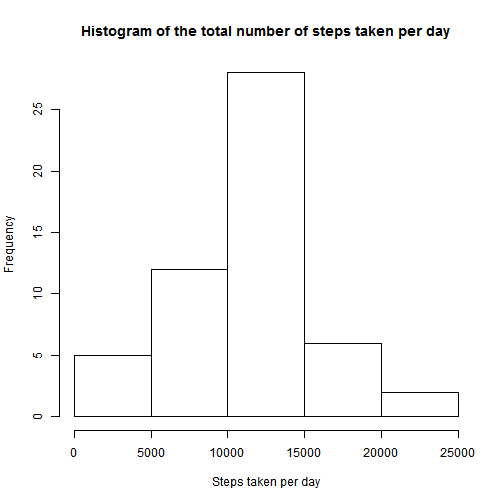 Histogram of the total number of steps taken per day
Frequency
25
20
15
10
5
0
0 5000 10000 15000 20000 25000
Steps taken per day